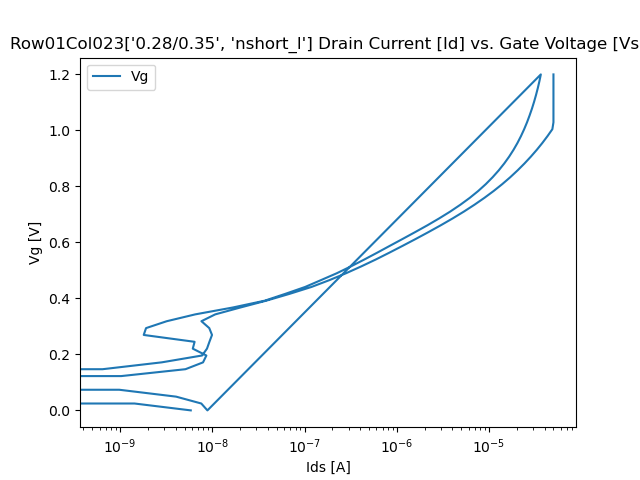 Row01Col023['0.28/0.35', 'nshort_l'] Drain Current [Id] vs. Gate Voltage [Vs
Vg
1.2
1.0
0.8
0.6
0.4
0.2
0.0
Vg [V]
10⁻⁹ 10⁻⁸ 10⁻⁷ 10⁻⁶ 10⁻⁵
Ids [A]